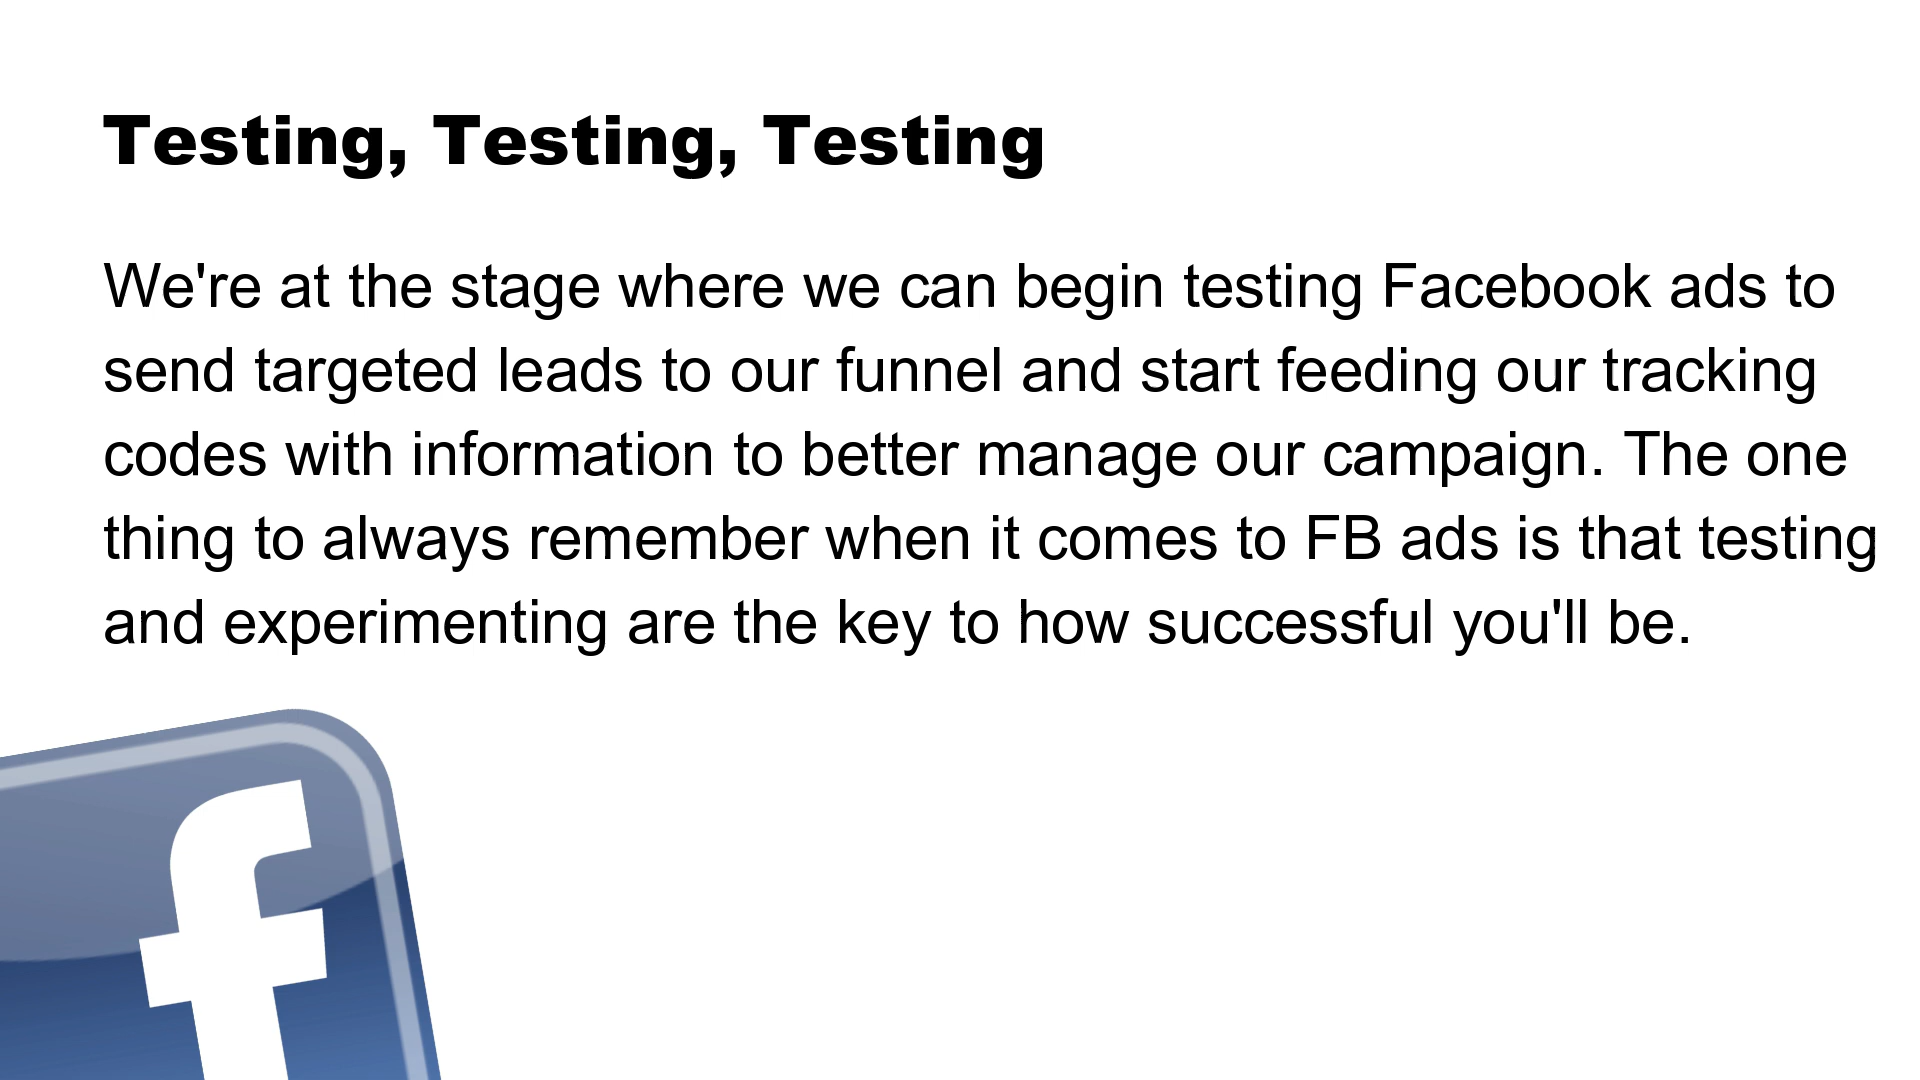 Testing, Testing, Testing
We're at the stage where we can begin testing Facebook ads to
send targeted leads to our funnel and start feeding our tracking
codes with information to better manage our campaign. The one
thing to always remember when it comes to FB ads is that testing
and experimenting are the key to how successful you'll be.
f